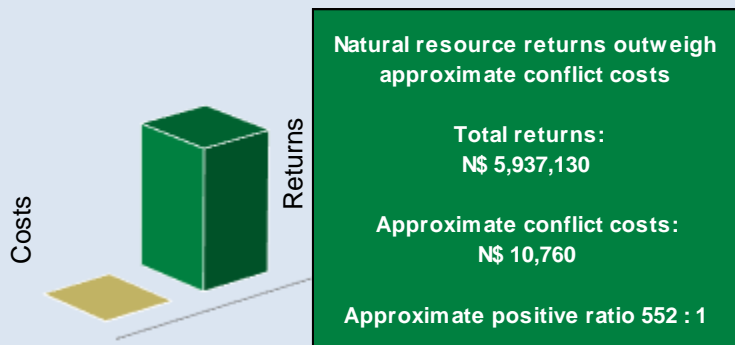 Costs
Returns
Natural resource returns outweigh
approximate conflict costs
Total returns:
N$ 5,937,130
Approximate conflict costs:
N$ 10,760
Approximate positive ratio 552 : 1